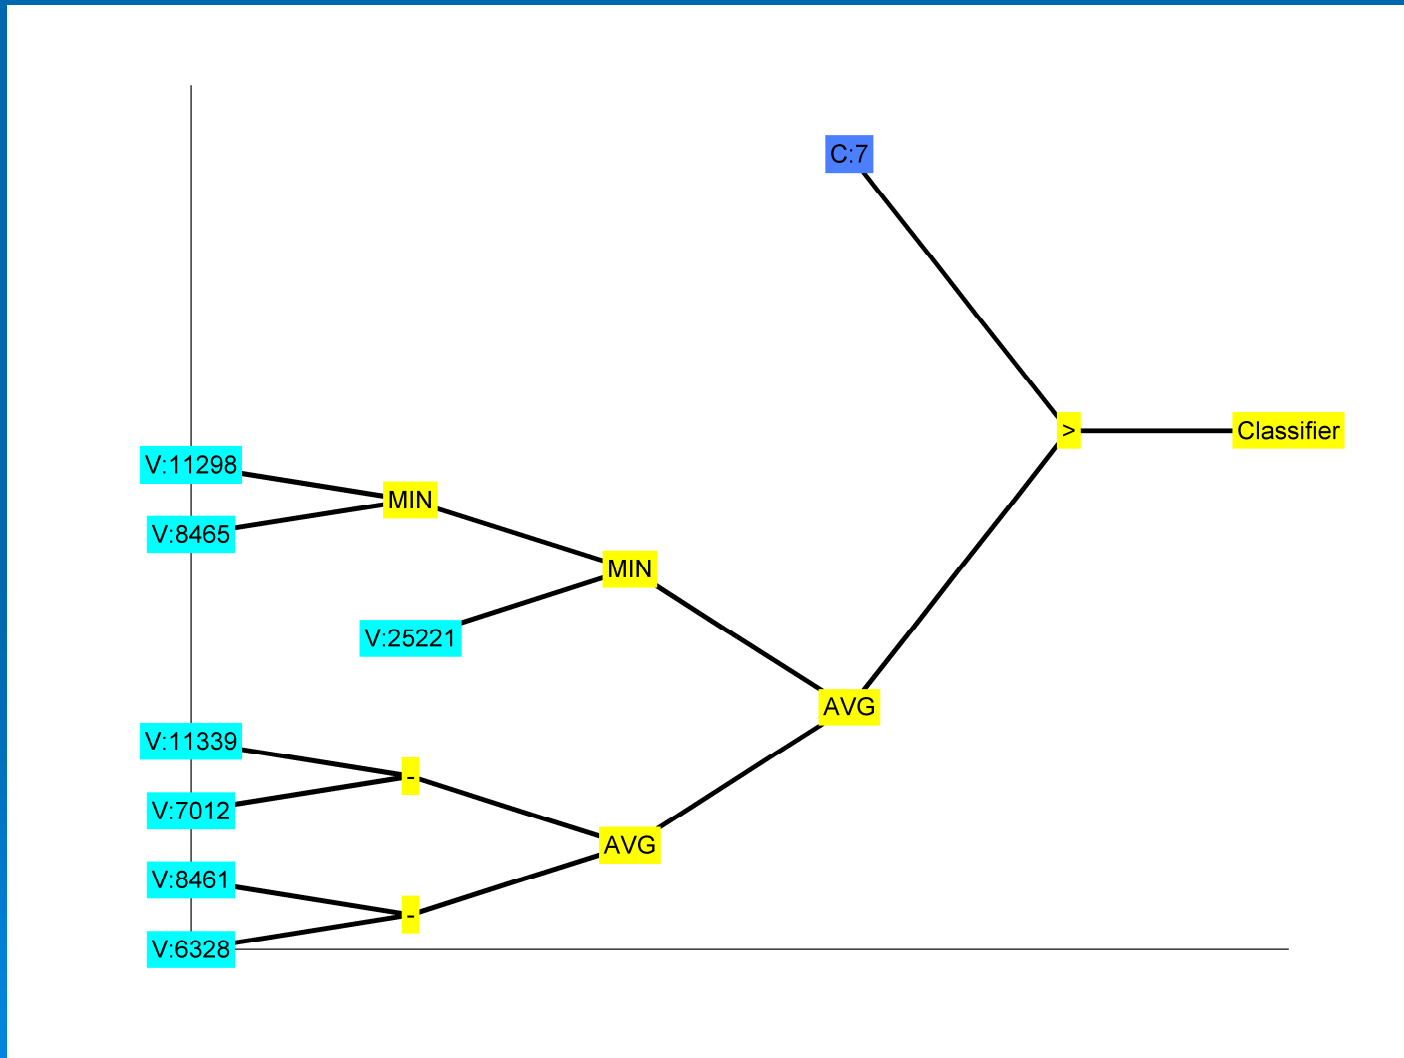 C:7
>
Classifier
V:11298
MIN
V:8465
MIN
V:25221
AVG
V:11339
-
V:7012
AVG
V:8461
-
V:6328